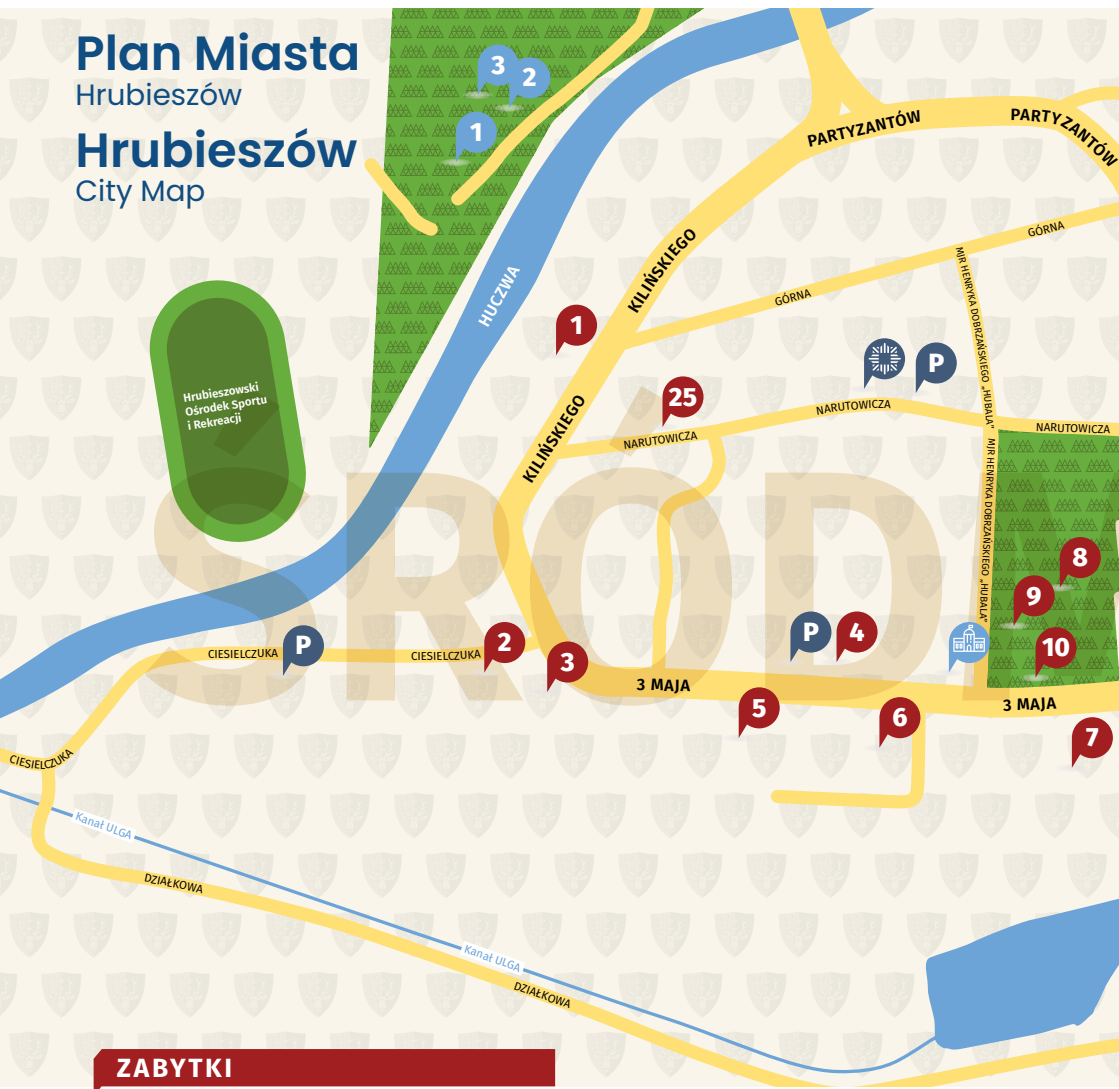 Plan Miasta
Hrubieszów
Hrubieszów
City Map
3
2
1
PARTYZANTÓW
PARTYZANTÓW
GÓRNA
GÓRNA
KILIŃSKIEGO
HUCZWA
MJR HENRYKA DOBRZAŃSKIEGO „HUBALA”
1
P
25
Hrubieszowski
Ośrodek Sportu
i Rekreacji
NARUTOWICZA
NARUTOWICZA
NARUTOWICZA
KILIŃSKIEGO
MJR HENRYKA DOBRZAŃSKIEGO „HUBALA”
ŚRÓD
8
9
10
P
4
P
2
3
CIESIELCZUKA
CIESIELCZUKA
3 MAJA
3 MAJA
5
6
7
CIESIELCZUKA
Kanał ULGA
DZIAŁKOWA
Kanał ULGA
DZIAŁKOWA
ZABYTKI